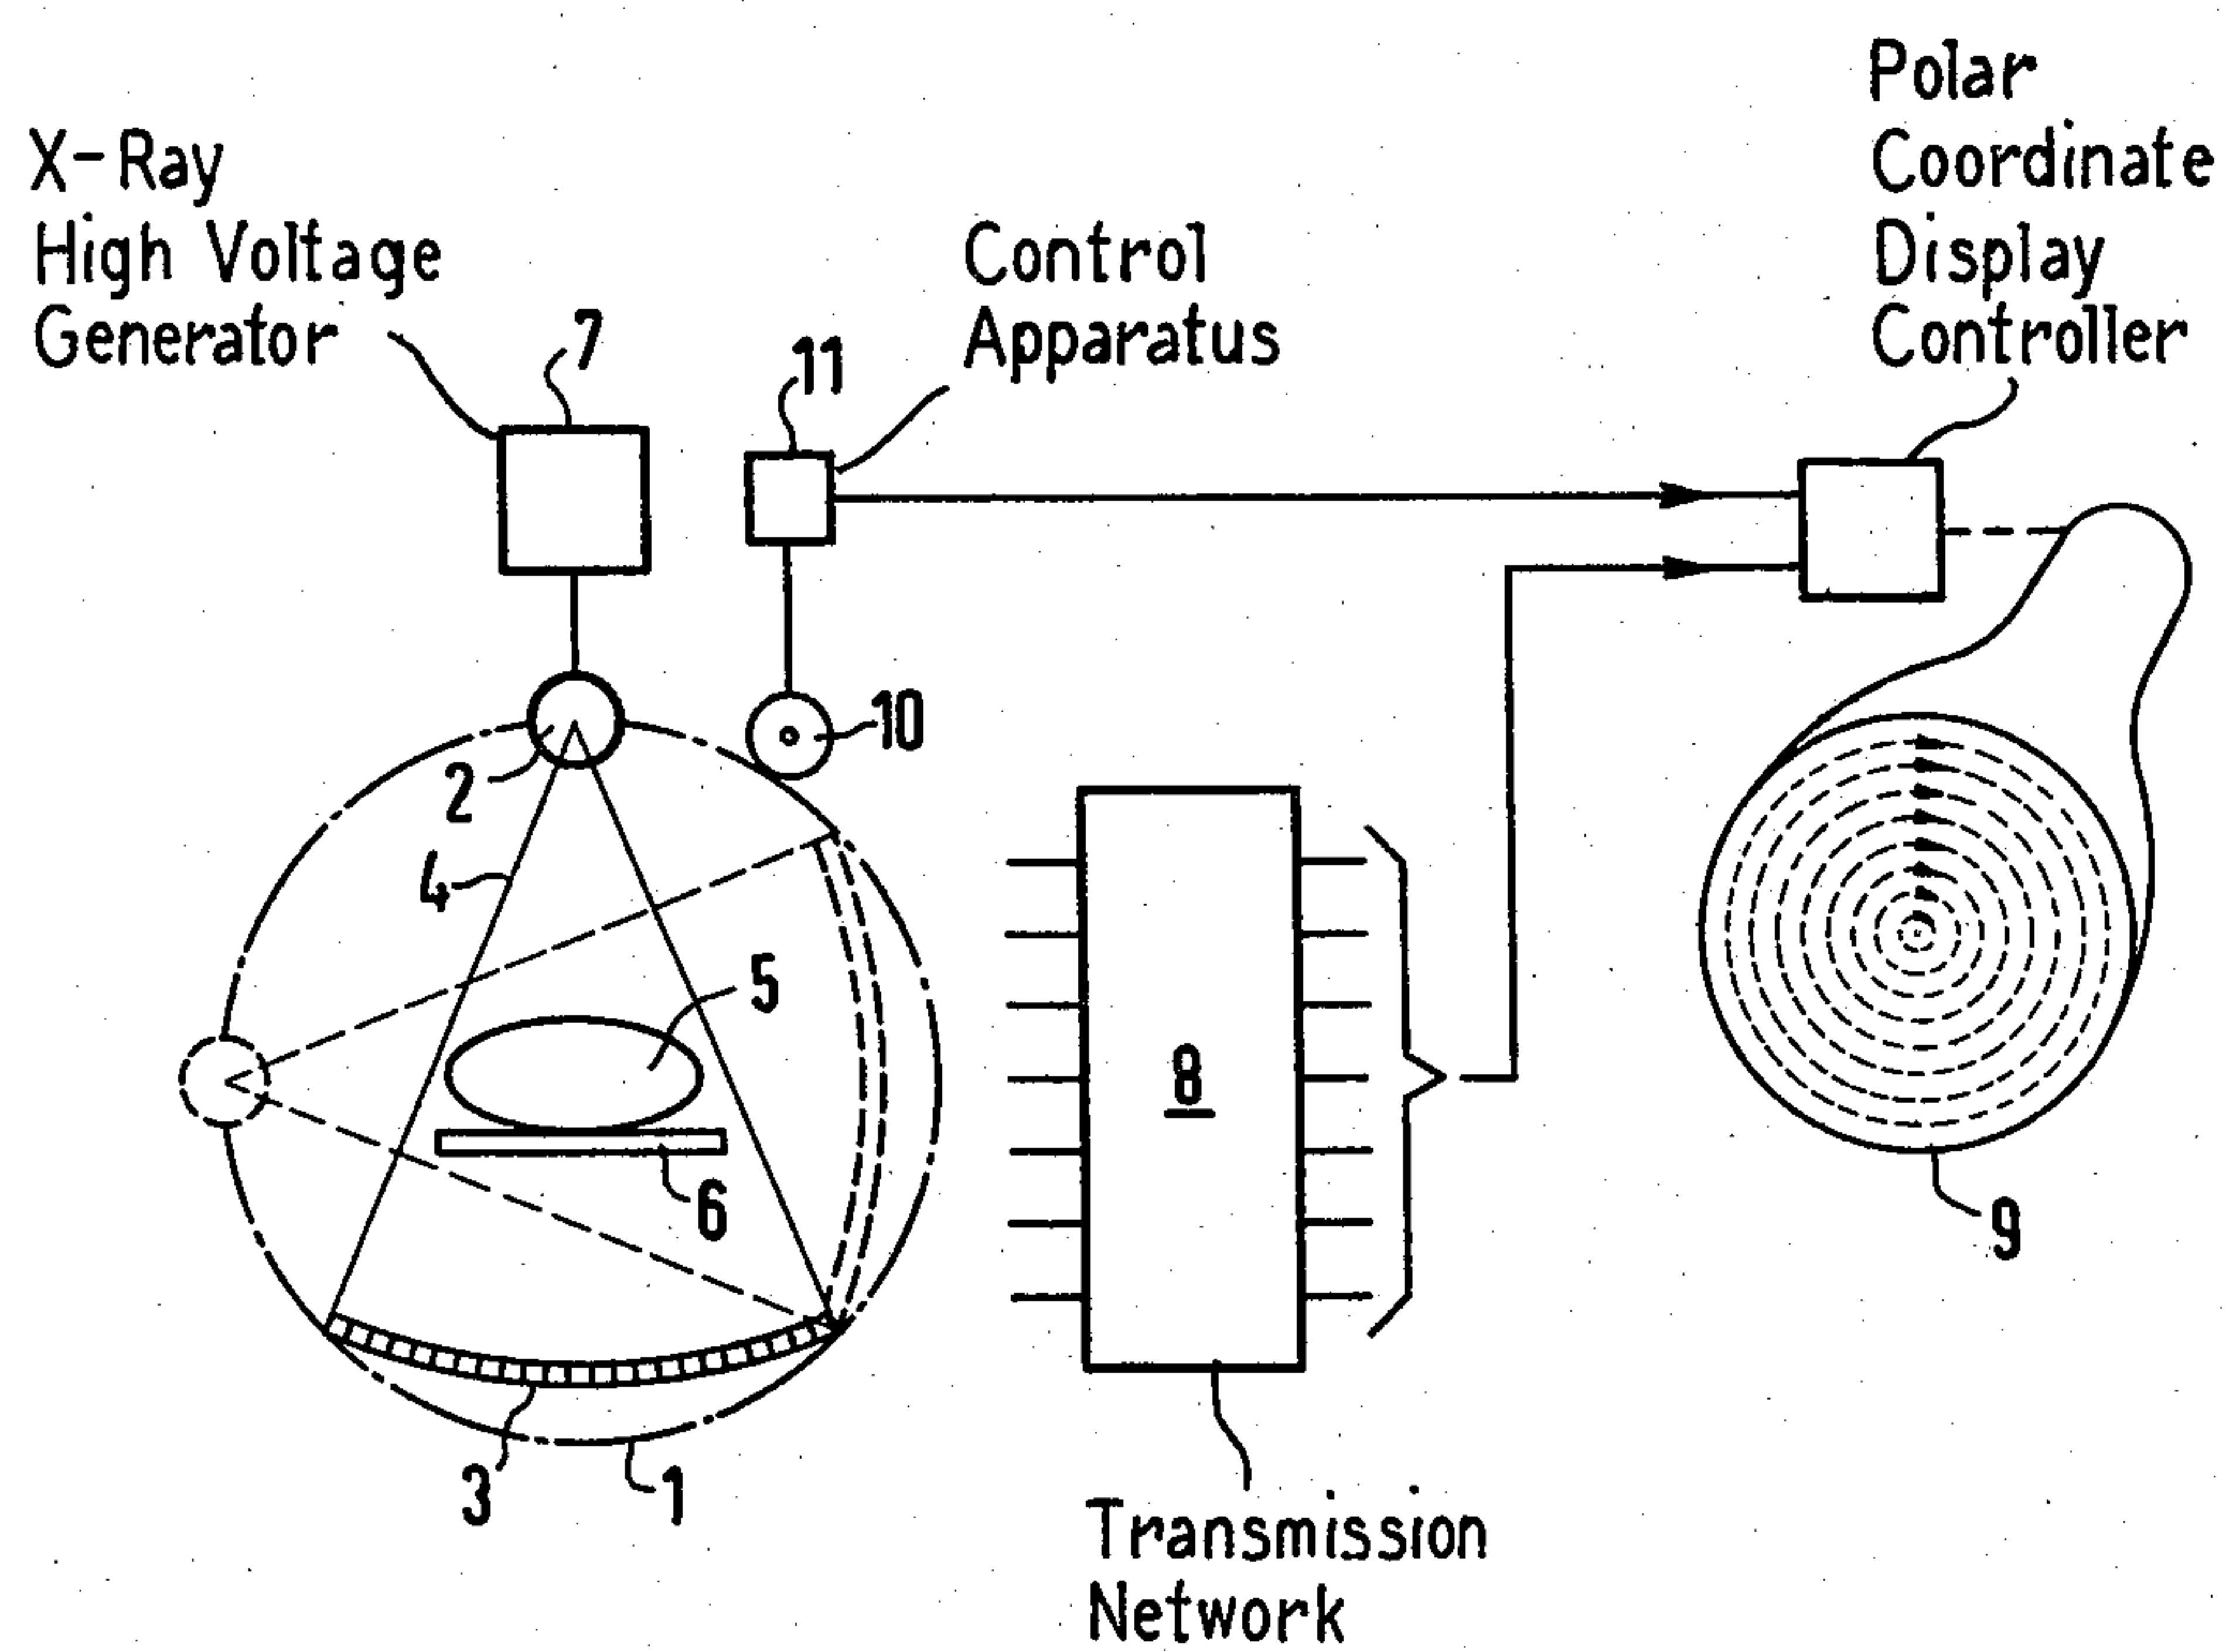 X-Ray
High Voltage
Generator
7
11
Control
Apparatus
Polar
Coordinate
Display
Controller
10
2
4
5
8
6
9
3
1
Transmission
Network